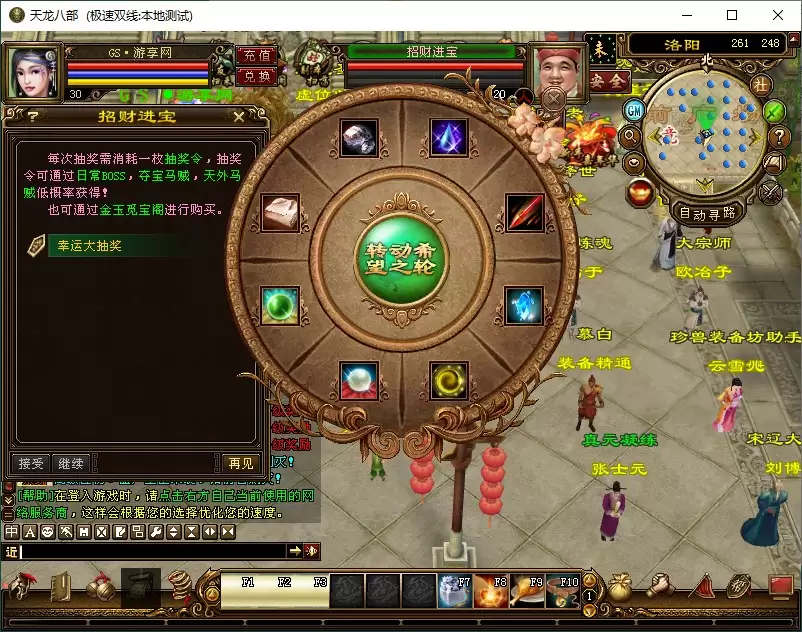 天龙八部 (极速双线:本地测试)
GS·游享网
充值
兑换
30
招财进宝
20
安全
未
洛阳
261 248
北
社
GM
自动寻路
? 招财进宝
每次抽奖需消耗一枚抽奖令,抽奖
令可通过日常BOSS,夺宝马贼,天外马
贼低概率获得!
也可通过金玉觅宝阁进行购买。
幸运大抽奖
接受
继续
再见
转动希
望之轮
大宗师
欧冶子
慕白
珍兽装备坊助手
装备精通
云雪兆
真元凝练
宋辽大
张士元
刘博
[帮助]在登入游戏时,请点击右方自己当前使用的网
络服务商,这样会根据您的选择优化您的速度。
近
F1
F2
F3
F7
F8
F9
F10
1